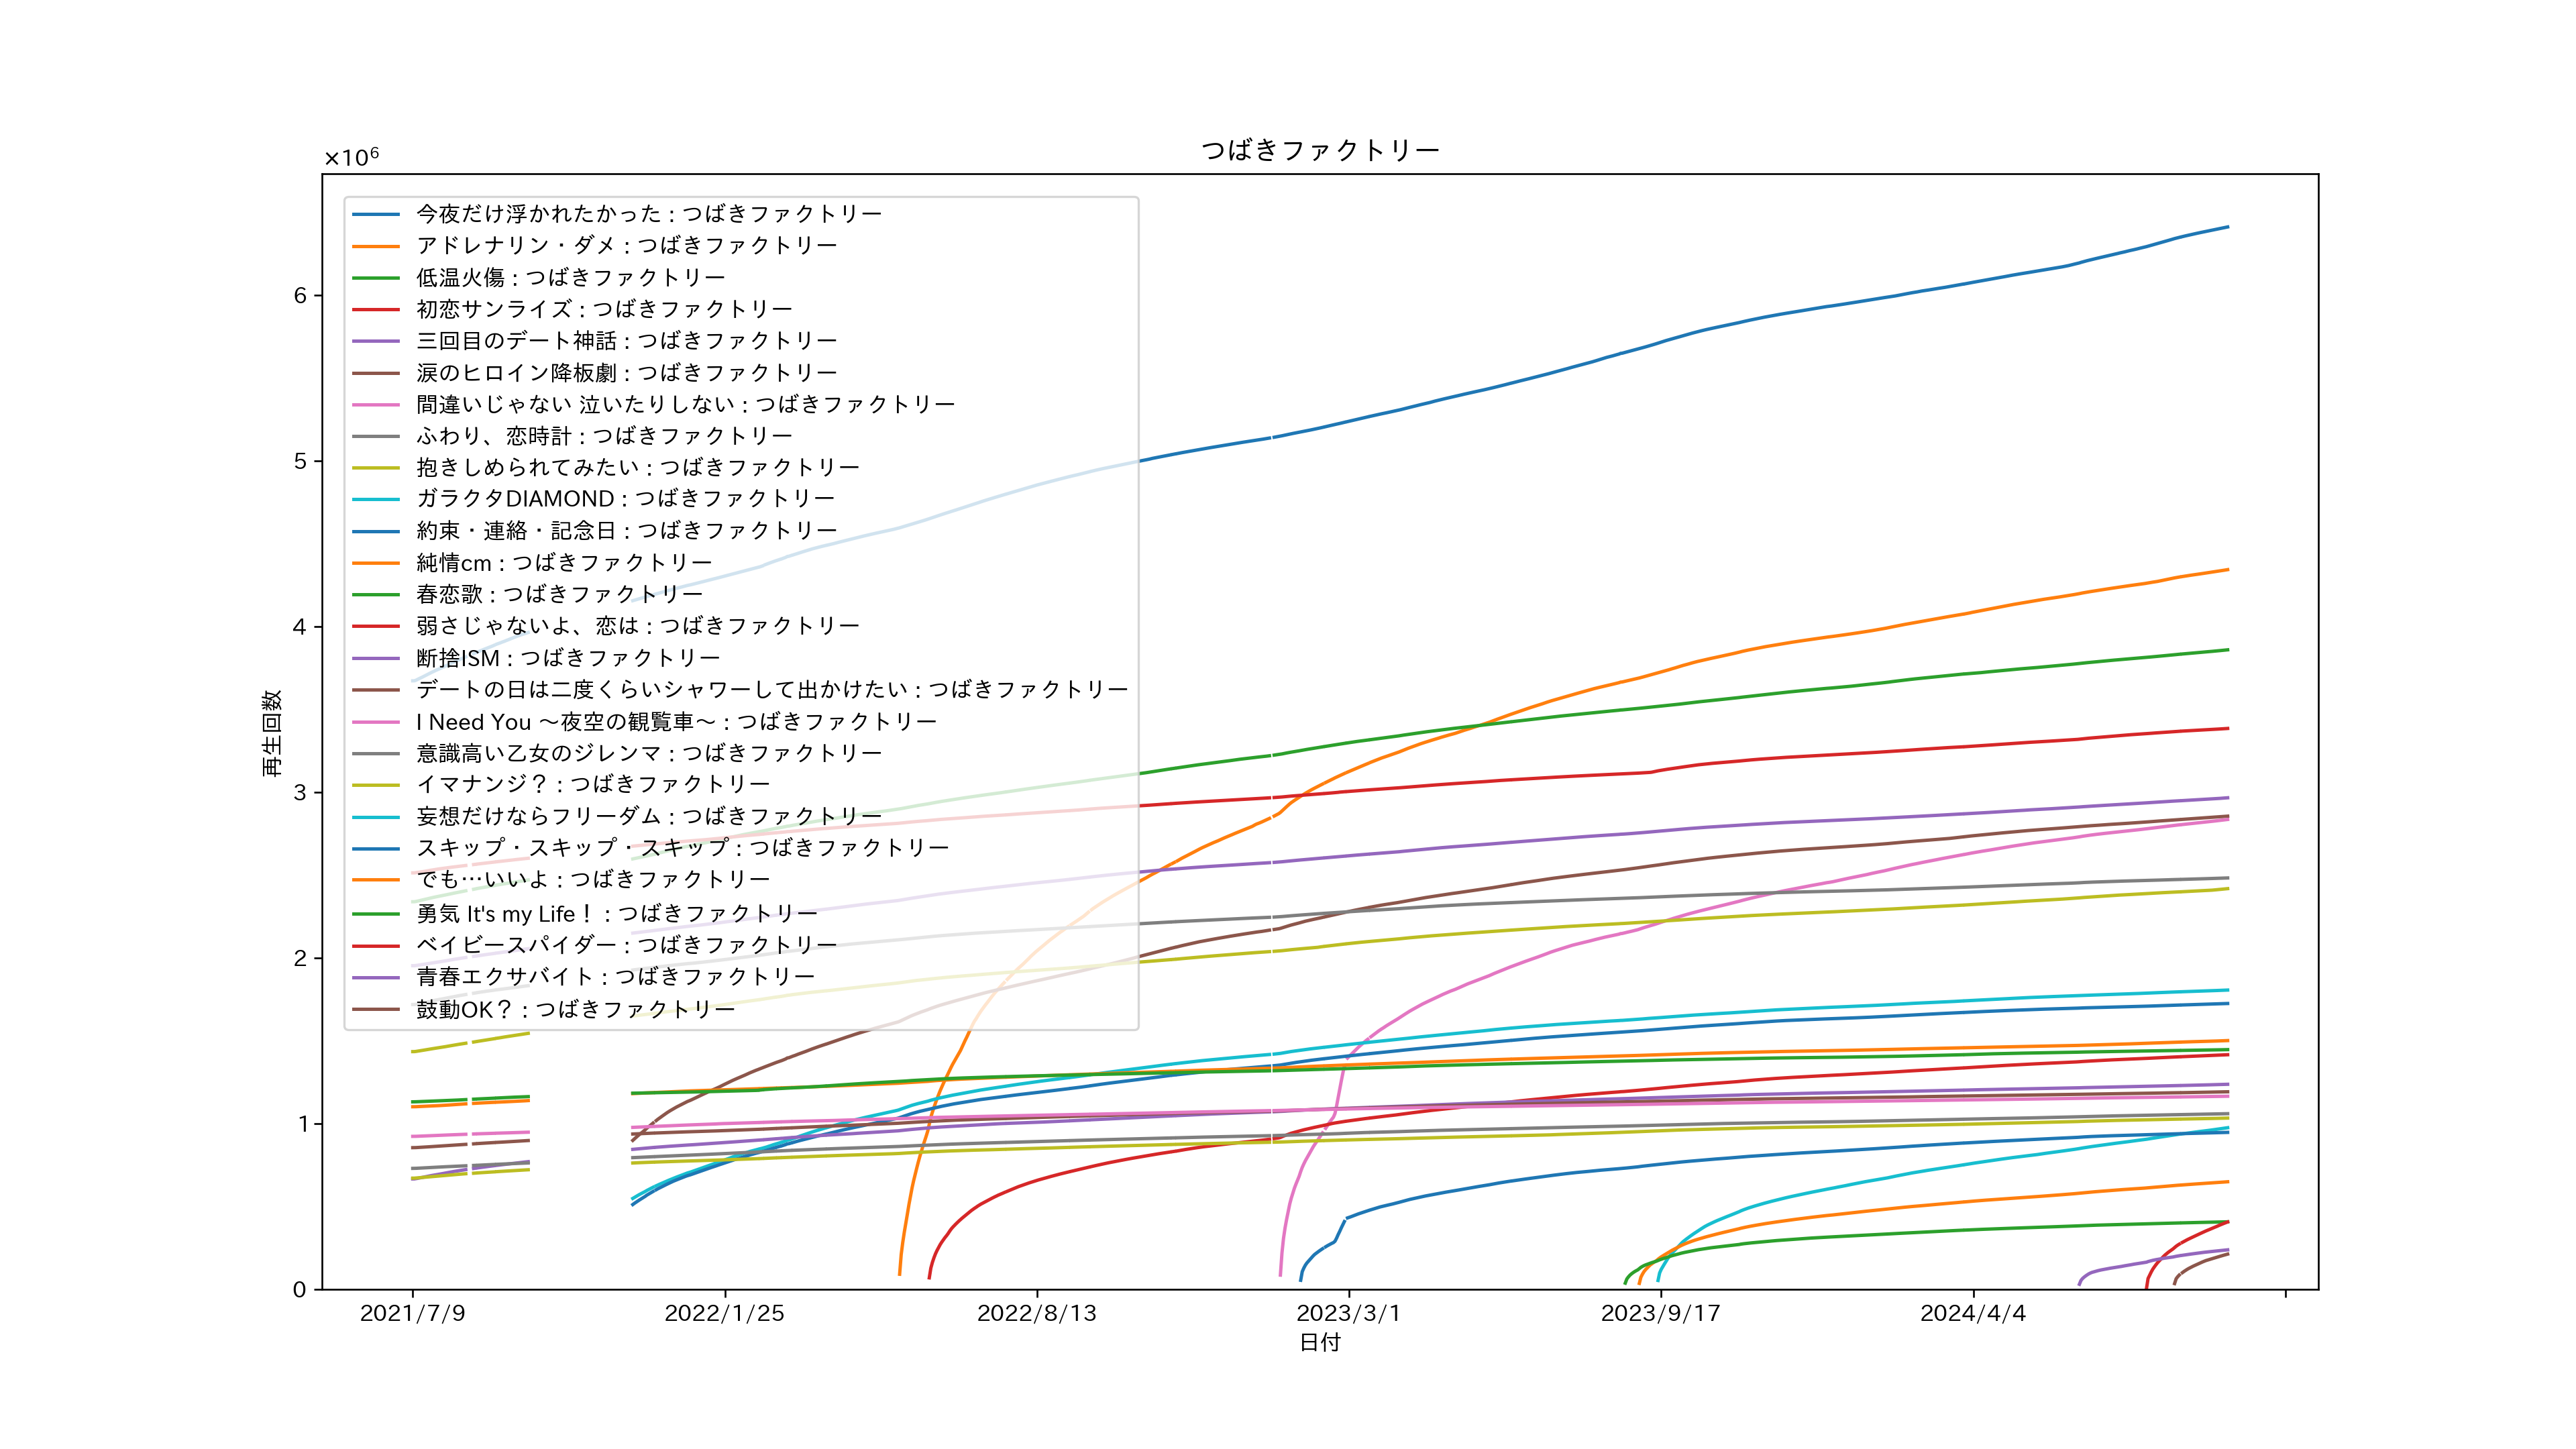 つばきファクトリー
×10⁶
今夜だけ浮かれたかった : つばきファクトリー
アドレナリン・ダメ : つばきファクトリー
低温火傷 : つばきファクトリー
初恋サンライズ : つばきファクトリー
三回目のデート神話 : つばきファクトリー
涙のヒロイン降板劇 : つばきファクトリー
間違いじゃない 泣いたりしない : つばきファクトリー
ふわり、恋時計 : つばきファクトリー
抱きしめられてみたい : つばきファクトリー
ガラクタDIAMOND : つばきファクトリー
約束・連絡・記念日 : つばきファクトリー
純情cm : つばきファクトリー
春恋歌 : つばきファクトリー
弱さじゃないよ、恋は : つばきファクトリー
断捨ISM : つばきファクトリー
デートの日は二度くらいシャワーして出かけたい : つばきファクトリー
I Need You 〜夜空の観覧車〜 : つばきファクトリー
意識高い乙女のジレンマ : つばきファクトリー
イマナンジ？ : つばきファクトリー
妄想だけならフリーダム : つばきファクトリー
スキップ・スキップ・スキップ : つばきファクトリー
でも…いいよ : つばきファクトリー
勇気 It's my Life！ : つばきファクトリー
ベイビースパイダー : つばきファクトリー
青春エクサバイト : つばきファクトリー
鼓動OK？ : つばきファクトリー
6
5
4
3
2
1
0
再生回数
2021/7/9
2022/1/25
2022/8/13
2023/3/1
2023/9/17
2024/4/4
日付